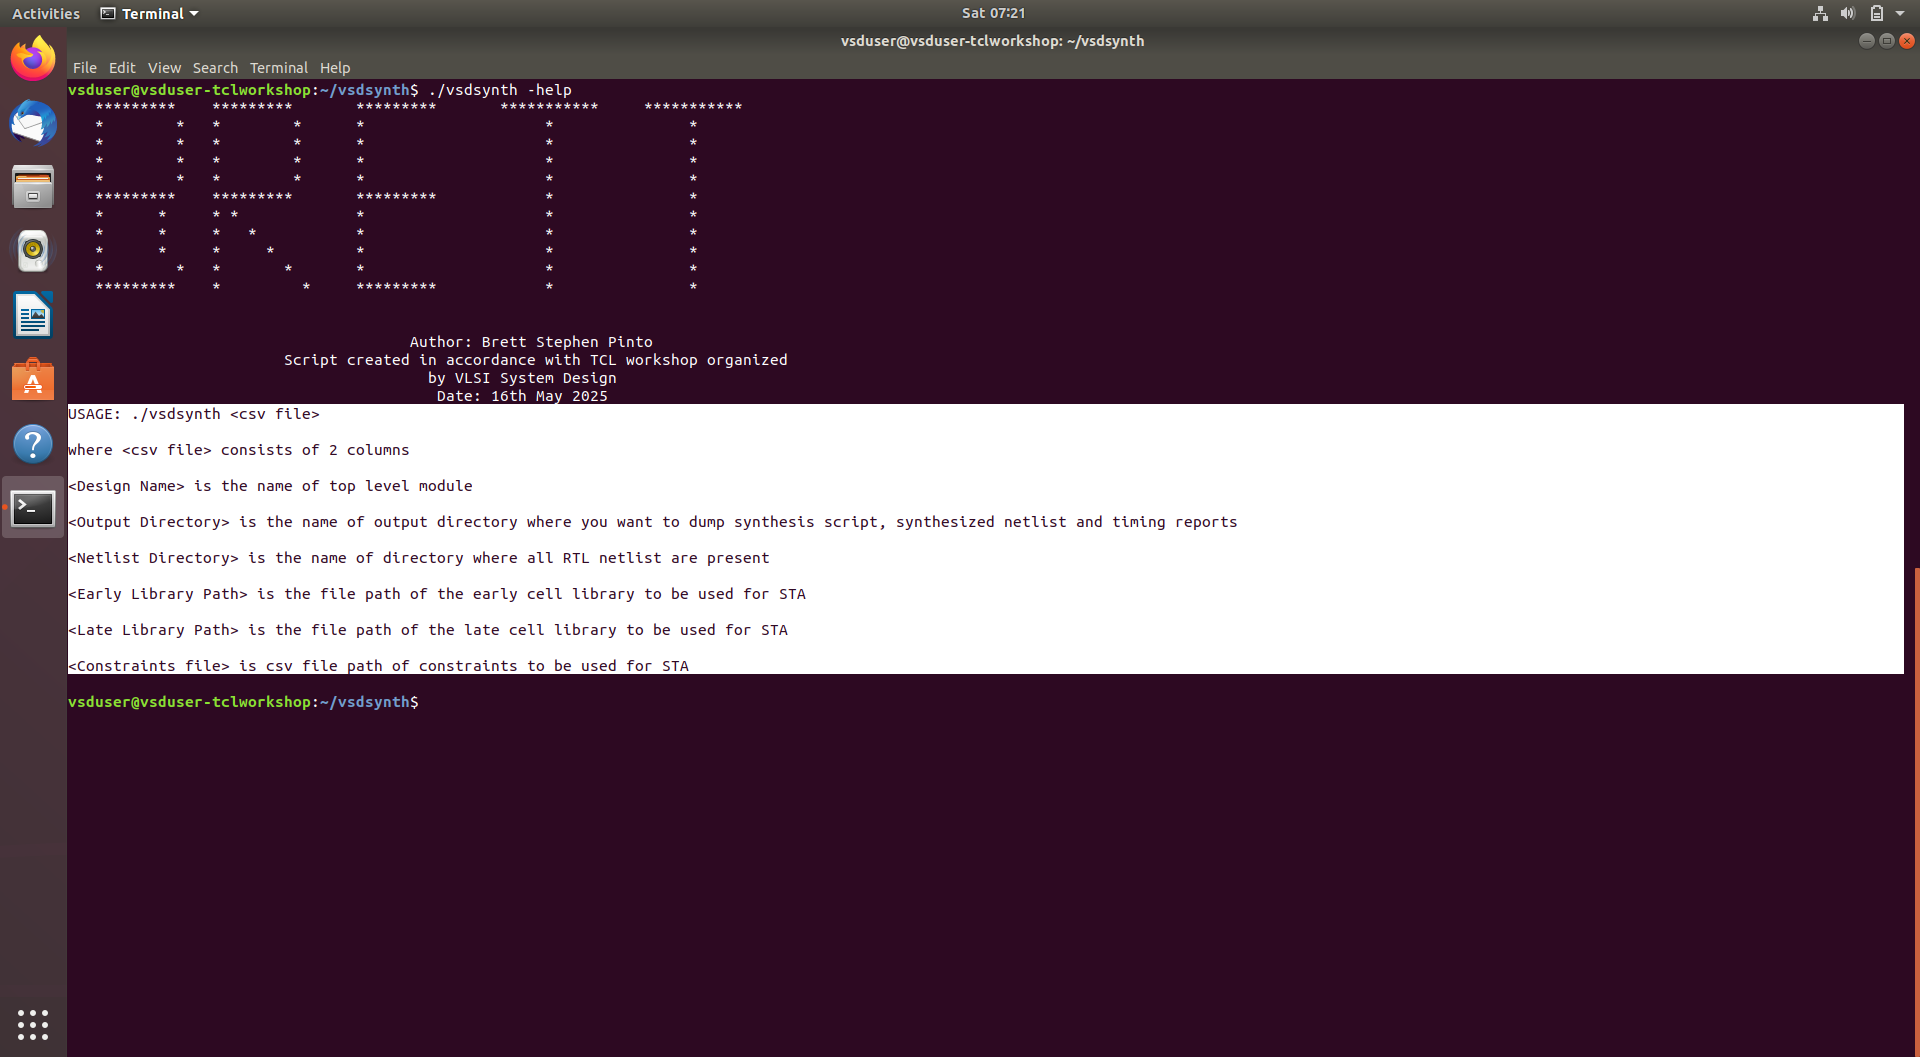 Activities Terminal Sat 07:21
vsduser@vsduser-tclworkshop: ~/vsdsynth
File Edit View Search Terminal Help
vsduser@vsduser-tclworkshop:~/vsdsynth$ ./vsdsynth -help
BRETT
Author: Brett Stephen Pinto
Script created in accordance with TCL workshop organized
by VLSI System Design
Date: 16th May 2025
USAGE: ./vsdsynth <csv file>
where <csv file> consists of 2 columns
<Design Name> is the name of top level module
<Output Directory> is the name of output directory where you want to dump synthesis script, synthesized netlist and timing reports
<Netlist Directory> is the name of directory where all RTL netlist are present
<Early Library Path> is the file path of the early cell library to be used for STA
<Late Library Path> is the file path of the late cell library to be used for STA
<Constraints file> is csv file path of constraints to be used for STA
vsduser@vsduser-tclworkshop:~/vsdsynth$